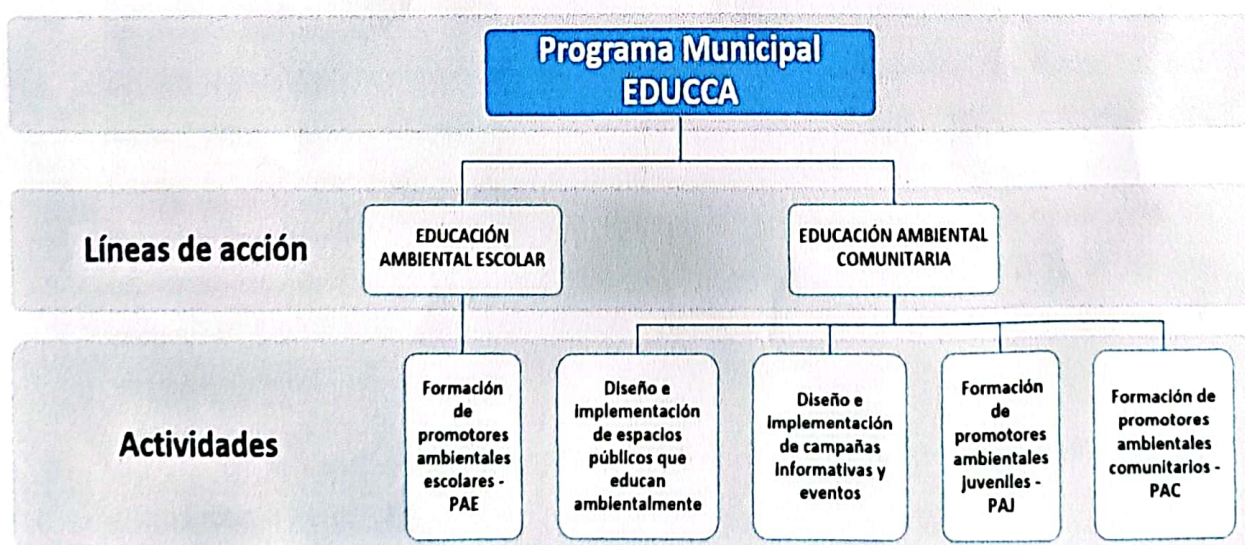 Programa Municipal
EDUCCA
Líneas de acción
EDUCACIÓN
AMBIENTAL ESCOLAR
EDUCACIÓN AMBIENTAL
COMUNITARIA
Actividades
Formación
de
promotores
ambientales
escolares -
PAE
Diseño e
implementación
de espacios
públicos que
educan
ambientalmente
Diseño e
implementación
de campañas
informativas y
eventos
Formación
de
promotores
ambientales
juveniles -
PAJ
Formación de
promotores
ambientales
comunitarios -
PAC